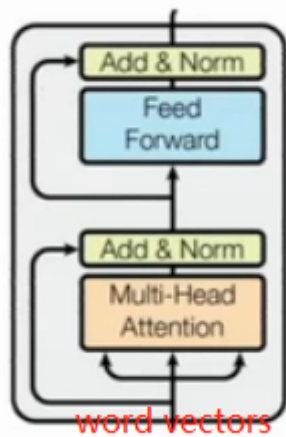 Add & Norm
Feed
Forward
Add & Norm
Multi-Head
Attention
word vectors